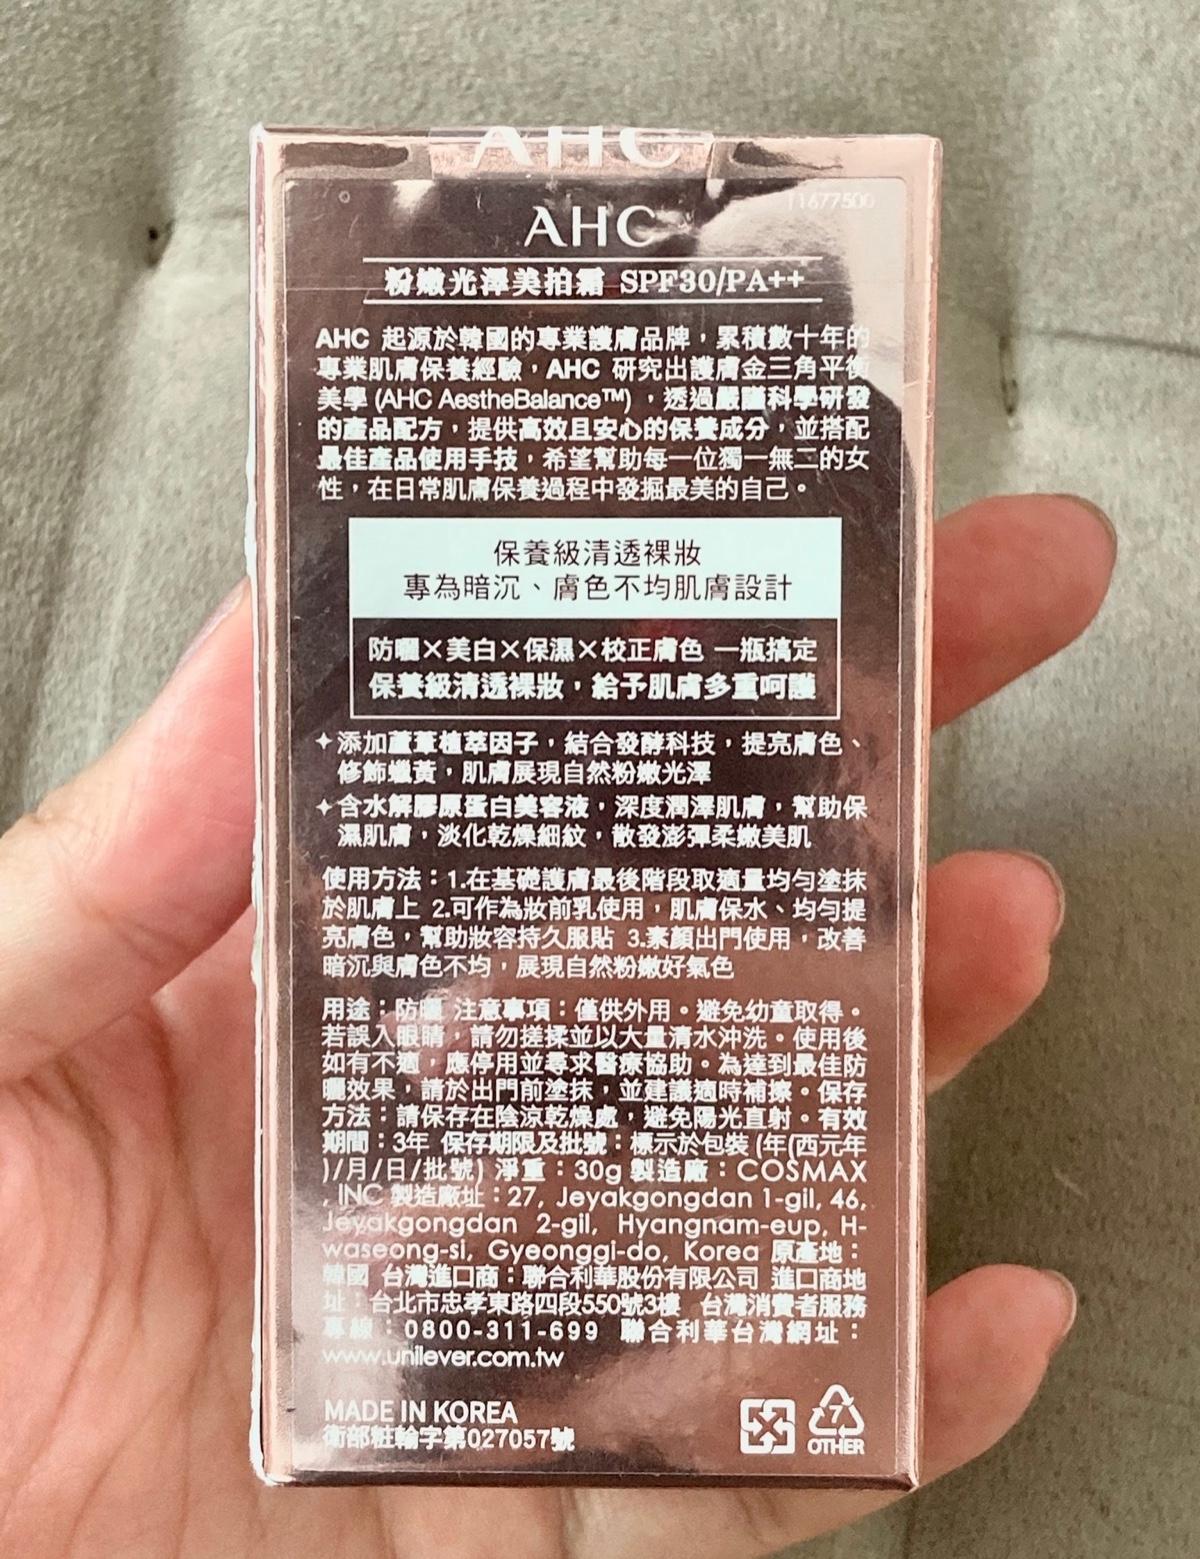 AHC
11677500
AHC
粉嫩光澤美拍霜 SPF30/PA++
AHC 起源於韓國的專業護膚品牌，累積數十年的
專業肌膚保養經驗，AHC 研究出護膚金三角平衡
美學 (AHC AestheBalance™)，透過嚴謹科學研發
的產品配方，提供高效且安心的保養成分，並搭配
最佳產品使用手技，希望幫助每一位獨一無二的女
性，在日常肌膚保養過程中發掘最美的自己。
保養級清透裸妝
專為暗沉、膚色不均肌膚設計
防曬×美白×保濕×校正膚色 一瓶搞定
保養級清透裸妝，給予肌膚多重呵護
✦添加蘆葦植萃因子，結合發酵科技，提亮膚色、
修飾蠟黃，肌膚展現自然粉嫩光澤
✦含水解膠原蛋白美容液，深度潤澤肌膚，幫助保
濕肌膚，淡化乾燥細紋，散發澎彈柔嫩美肌
使用方法：1.在基礎護膚最後階段取適量均勻塗抹
於肌膚上 2.可作為妝前乳使用，肌膚保水、均勻提
亮膚色，幫助妝容持久服貼 3.素顏出門使用，改善
暗沉與膚色不均，展現自然粉嫩好氣色
用途：防曬 注意事項：僅供外用。避免幼童取得。
若誤入眼睛，請勿搓揉並以大量清水沖洗。使用後
如有不適，應停用並尋求醫療協助。為達到最佳防
曬效果，請於出門前塗抹，並建議適時補擦。保存
方法：請保存在陰涼乾燥處，避免陽光直射。有效
期間：3年 保存期限及批號：標示於包裝 (年(西元年
)/月/日/批號) 淨重：30g 製造廠：COSMAX
, INC 製造廠址：27, Jeyakgongdan 1-gil, 46,
Jeyakgongdan 2-gil, Hyangnam-eup, H-
waseong-si, Gyeonggi-do, Korea 原產地：
韓國 台灣進口商：聯合利華股份有限公司 進口商地
址：台北市忠孝東路四段550號3樓 台灣消費者服務
專線：0800-311-699 聯合利華台灣網址：
www.unilever.com.tw
MADE IN KOREA
衛部粧輸字第027057號
7
OTHER